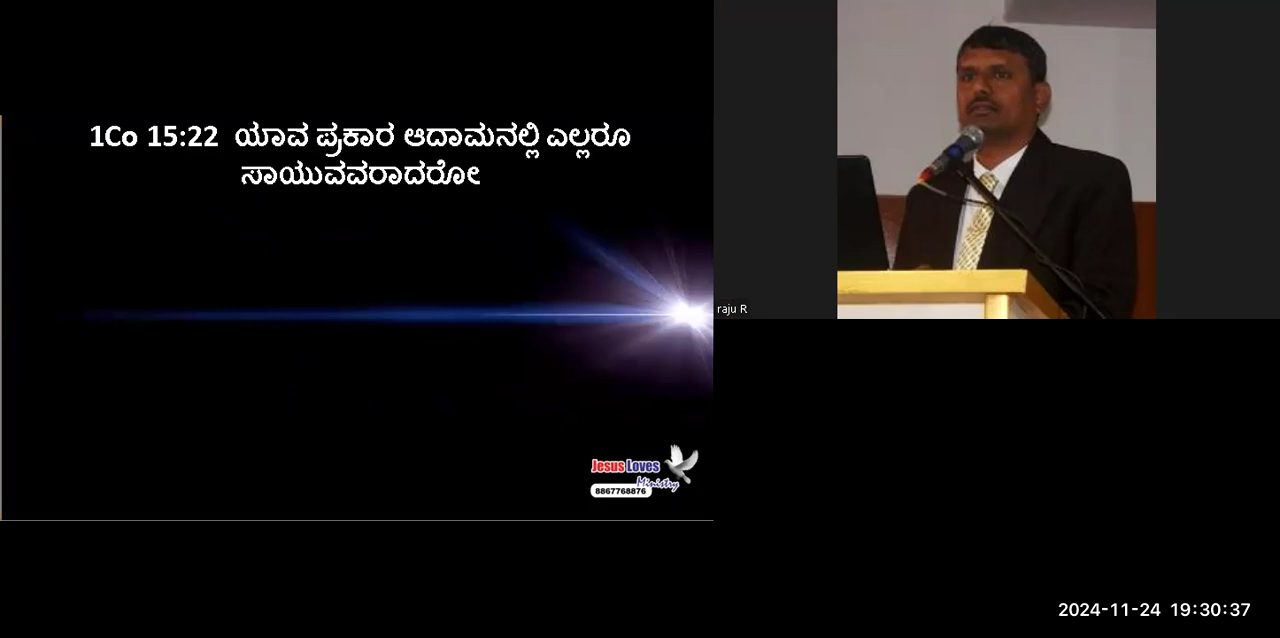 1Co 15:22 ಯಾವ ಪ್ರಕಾರ ಆದಾಮನಲ್ಲಿ ಎಲ್ಲರೂ
ಸಾಯುವವರಾದರೋ
raju R
Jesus Loves
Ministry
8867768876
2024-11-24 19:30:37